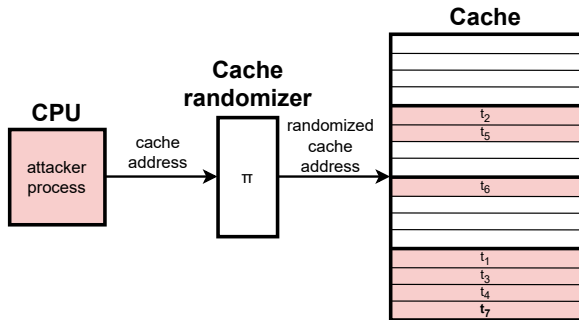 Cache
Cache
randomizer
CPU
attacker
process
cache
address
π
randomized
cache
address
t₂
t₅
t₆
t₁
t₃
t₄
t₇